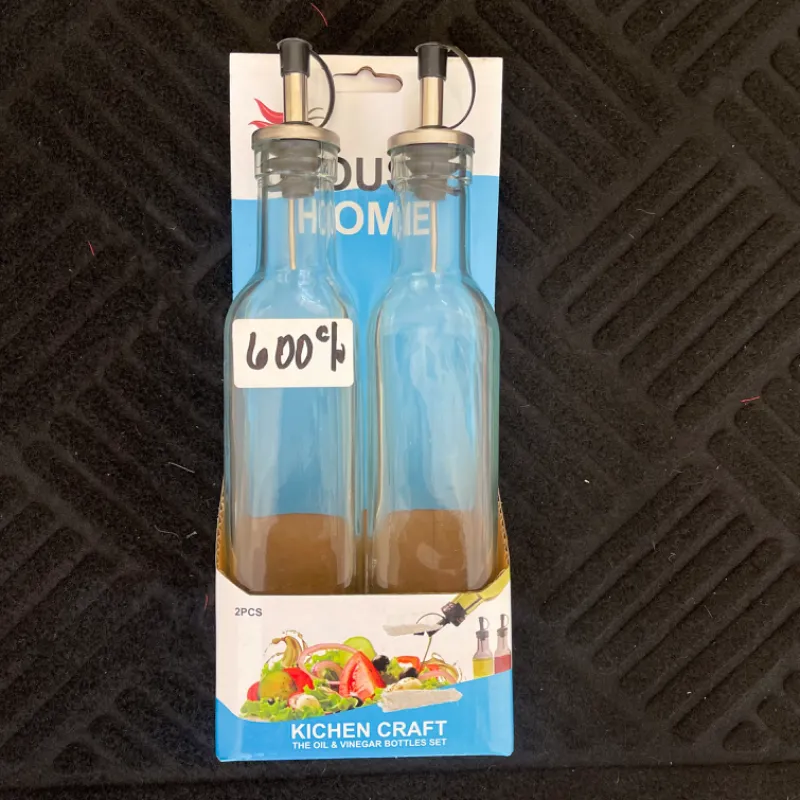 HOME
600 c/
2PCS
KICHEN CRAFT
THE OIL & VINEGAR BOTTLES SET